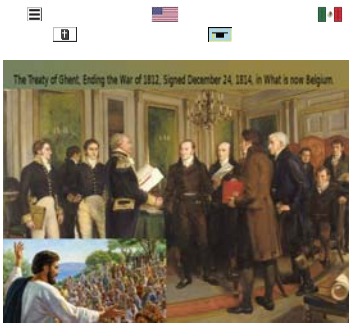 The Treaty of Ghent, Ending the War of 1812, Signed December 24, 1814, in What is now Belgium.